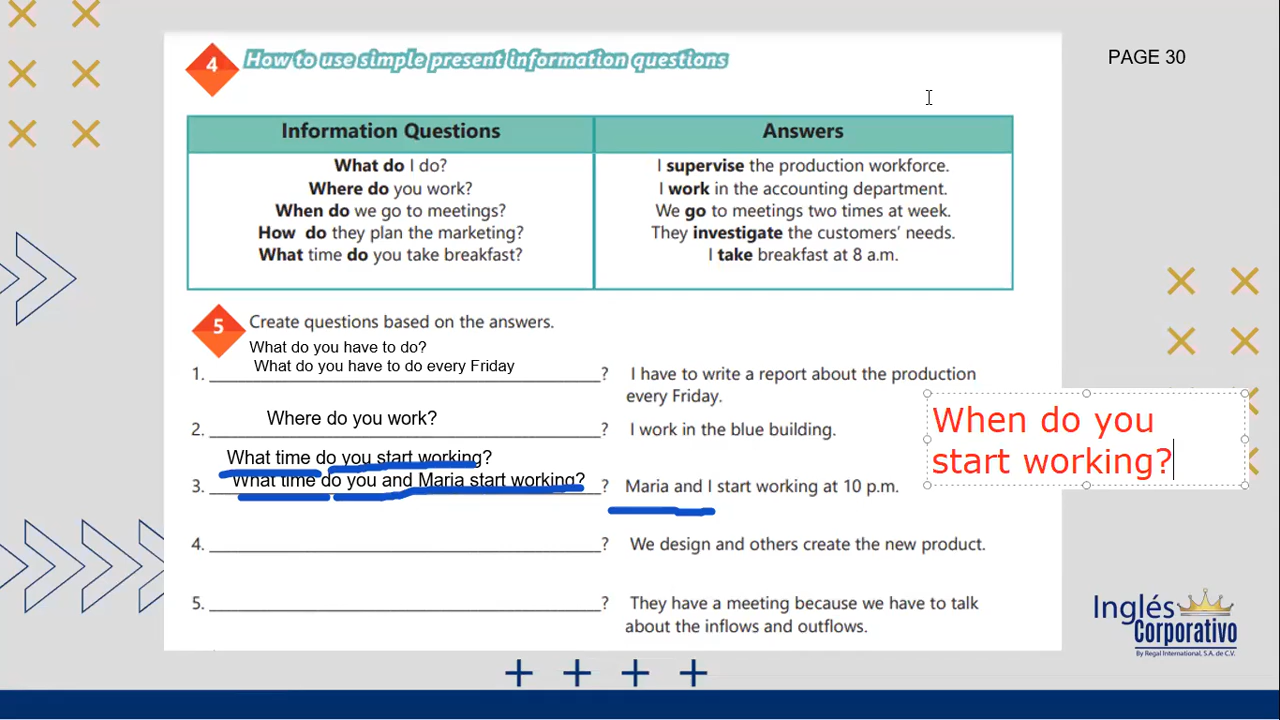 PAGE 30
4
How to use simple present information questions
Information Questions
Answers
What do I do?
I supervise the production workforce.
Where do you work?
I work in the accounting department.
When do we go to meetings?
We go to meetings two times at week.
How do they plan the marketing?
They investigate the customers' needs.
What time do you take breakfast?
I take breakfast at 8 a.m.
5
Create questions based on the answers.
What do you have to do?
What do you have to do every Friday
1. ?
I have to write a report about the production
every Friday.
Where do you work?
2. ?
I work in the blue building.
What time do you start working?
What time do you and Maria start working?
3. ?
Maria and I start working at 10 p.m.
When do you
start working?
4. ?
We design and others create the new product.
5. ?
They have a meeting because we have to talk
about the inflows and outflows.
Inglés
Corporativo
By Regal International, S.A. de C.V.